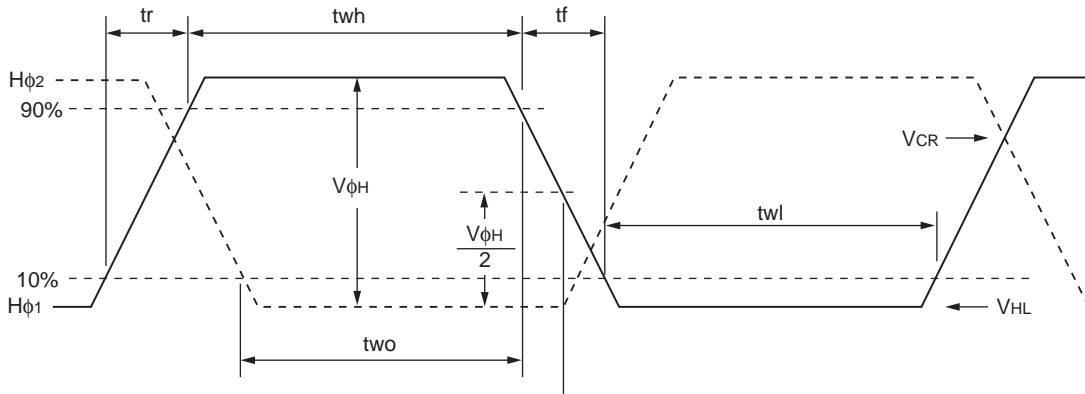 tr
twh
tf
Hϕ2
90%
VCR
VϕH
twl
VϕH
2
10%
Hϕ1
VHL
two